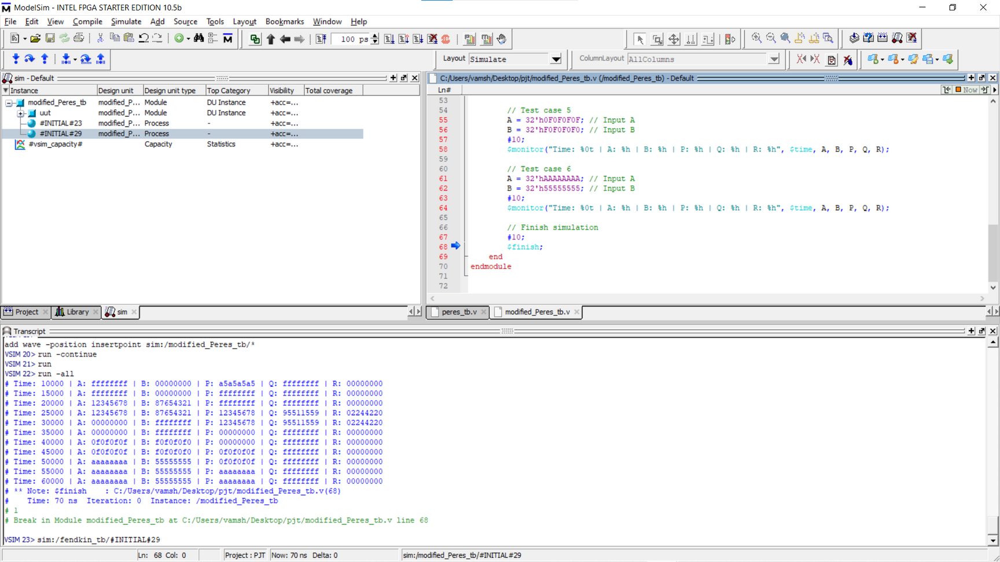 ModelSim - INTEL FPGA STARTER EDITION 10.5b
File Edit View Compile Simulate Add Source Tools Layout Bookmarks Window Help
100 ps
Layout Simulate ColumnLayout AllColumns
sim - Default
Instance Design unit Design unit type Top Category Visibility Total coverage
modified_Peres_tb modified_P... Module DU Instance +acc=...
uut modified_P... Module DU Instance +acc=...
#INITIAL#23 modified_P... Process - +acc=...
#INITIAL#29 modified_P... Process - +acc=...
#vsim_capacity# Capacity Statistics +acc=...
Project Library sim
C:/Users/vamsh/Desktop/pjt/modified_Peres_tb.v (/modified_Peres_tb) - Default
Ln# Now
53
54 // Test case 5
55 A = 32'h0F0F0F0F; // Input A
56 B = 32'hF0F0F0F0; // Input B
57 #10;
58 $monitor("Time: %0t | A: %h | B: %h | P: %h | Q: %h | R: %h", $time, A, B, P, Q, R);
59
60 // Test case 6
61 A = 32'hAAAAAAAA; // Input A
62 B = 32'h55555555; // Input B
63 #10;
64 $monitor("Time: %0t | A: %h | B: %h | P: %h | Q: %h | R: %h", $time, A, B, P, Q, R);
65
66 // Finish simulation
67 #10;
68 $finish;
69 end
70 endmodule
71
72
peres_tb.v modified_Peres_tb.v
Transcript
add wave -position insertpoint sim:/modified_Peres_tb/*
VSIM 20> run -continue
VSIM 21> run
VSIM 22> run -all
# Time: 10000 | A: ffffffff | B: 00000000 | P: a5a5a5a5 | Q: ffffffff | R: 00000000
# Time: 15000 | A: ffffffff | B: 00000000 | P: ffffffff | Q: ffffffff | R: 00000000
# Time: 20000 | A: 12345678 | B: 87654321 | P: ffffffff | Q: ffffffff | R: 00000000
# Time: 25000 | A: 12345678 | B: 87654321 | P: 12345678 | Q: 95511559 | R: 02244220
# Time: 30000 | A: 00000000 | B: ffffffff | P: 12345678 | Q: 95511559 | R: 02244220
# Time: 35000 | A: 00000000 | B: ffffffff | P: 00000000 | Q: ffffffff | R: 00000000
# Time: 40000 | A: 0f0f0f0f | B: f0f0f0f0 | P: 00000000 | Q: ffffffff | R: 00000000
# Time: 45000 | A: 0f0f0f0f | B: f0f0f0f0 | P: 0f0f0f0f | Q: ffffffff | R: 00000000
# Time: 50000 | A: aaaaaaaa | B: 55555555 | P: 0f0f0f0f | Q: ffffffff | R: 00000000
# Time: 55000 | A: aaaaaaaa | B: 55555555 | P: aaaaaaaa | Q: ffffffff | R: 00000000
# Time: 60000 | A: aaaaaaaa | B: 55555555 | P: aaaaaaaa | Q: ffffffff | R: 00000000
# ** Note: $finish : C:/Users/vamsh/Desktop/pjt/modified_Peres_tb.v(68)
# Time: 70 ns Iteration: 0 Instance: /modified_Peres_tb
# 1
# Break in Module modified_Peres_tb at C:/Users/vamsh/Desktop/pjt/modified_Peres_tb.v line 68
VSIM 23> sim:/fendkin_tb/#INITIAL#29
Ln: 68 Col: 0 Project : PJT Now: 70 ns Delta: 0 sim:/modified_Peres_tb/#INITIAL#29